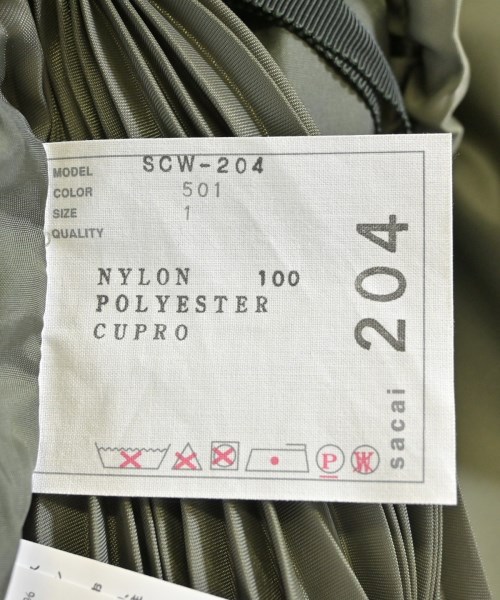 MODEL SCW-204
COLOR 501
SIZE 1
QUALITY
NYLON 100
POLYESTER
CUPRO
P
W
sacai 204